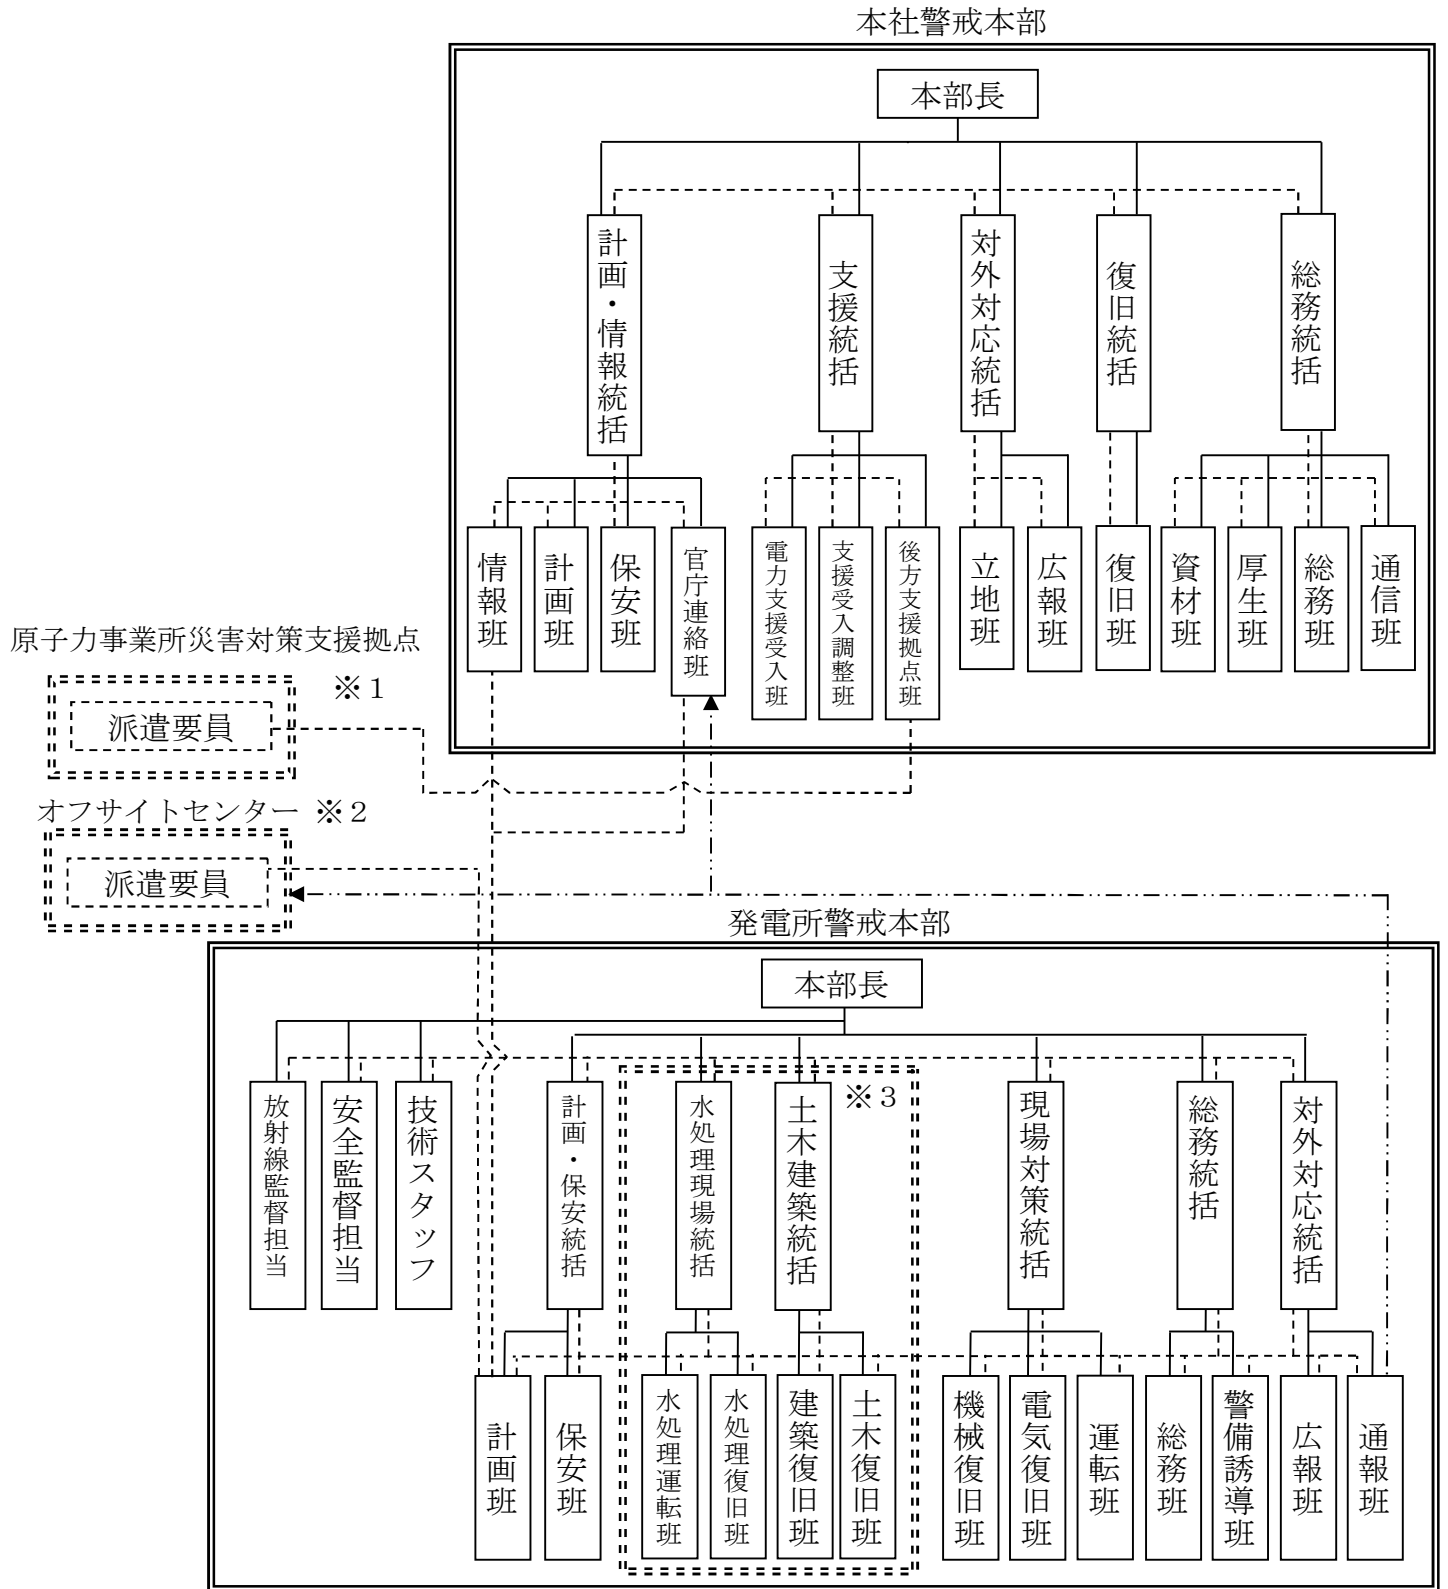 本社警戒本部
本部長
計画・情報統括
支援統括
対外対応統括
復旧統括
総務統括
情報班
計画班
保安班
官庁連絡班
電力支援受入班
支援受入調整班
後方支援拠点班
立地班
広報班
復旧班
資材班
厚生班
総務班
通信班
原子力事業所災害対策支援拠点
※1
派遣要員
オフサイトセンター ※2
派遣要員
発電所警戒本部
本部長
放射線監督担当
安全監督担当
技術スタッフ
計画・保安統括
水処理現場統括
土木建築統括
※3
現場対策統括
総務統括
対外対応統括
計画班
保安班
水処理運転班
水処理復旧班
建築復旧班
土木復旧班
機械復旧班
電気復旧班
運転班
総務班
警備誘導班
広報班
通報班